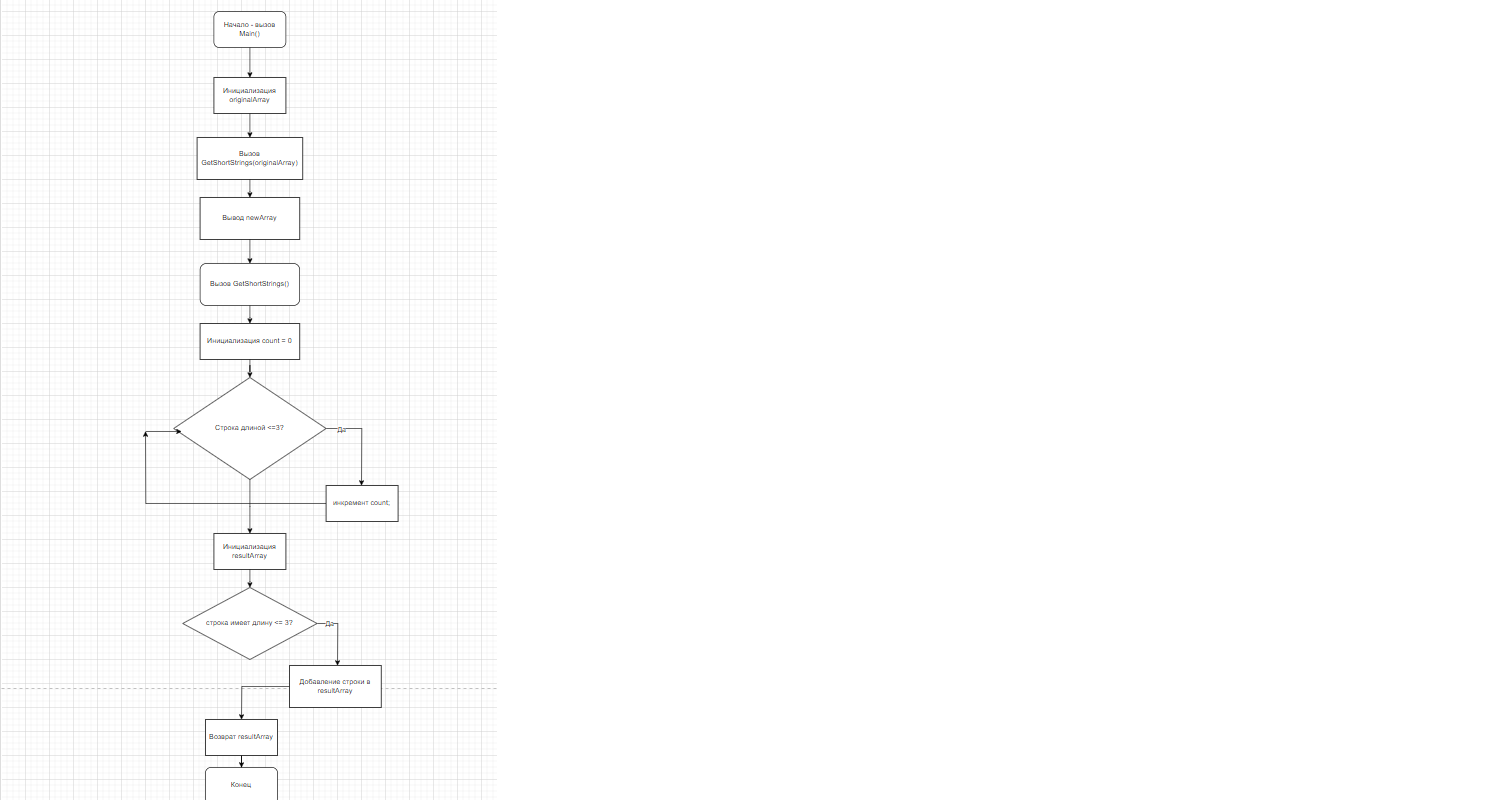 Начало - вызов
Main()
Инициализация
originalArray
Вызов
GetShortStrings(originalArray)
Вывод newArray
Вызов GetShortStrings()
Инициализация count = 0
Строка длиной <=3?
Да
инкремент count;
Инициализация
resultArray
строка имеет длину <= 3?
Да
Добавление строки в
resultArray
Возврат resultArray
Конец